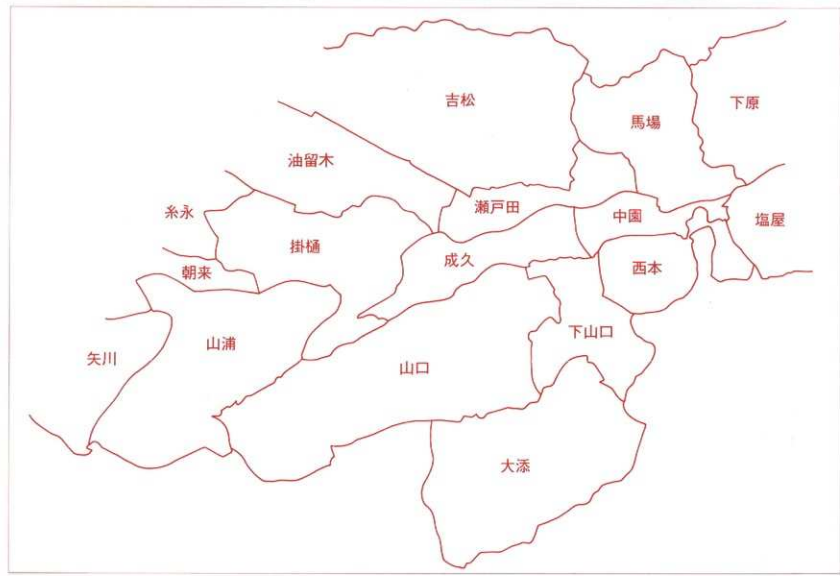 吉松
下原
馬場
油留木
糸永
瀬戸田
中園
塩屋
掛樋
成久
西本
朝来
下山口
山浦
矢川
山口
大添